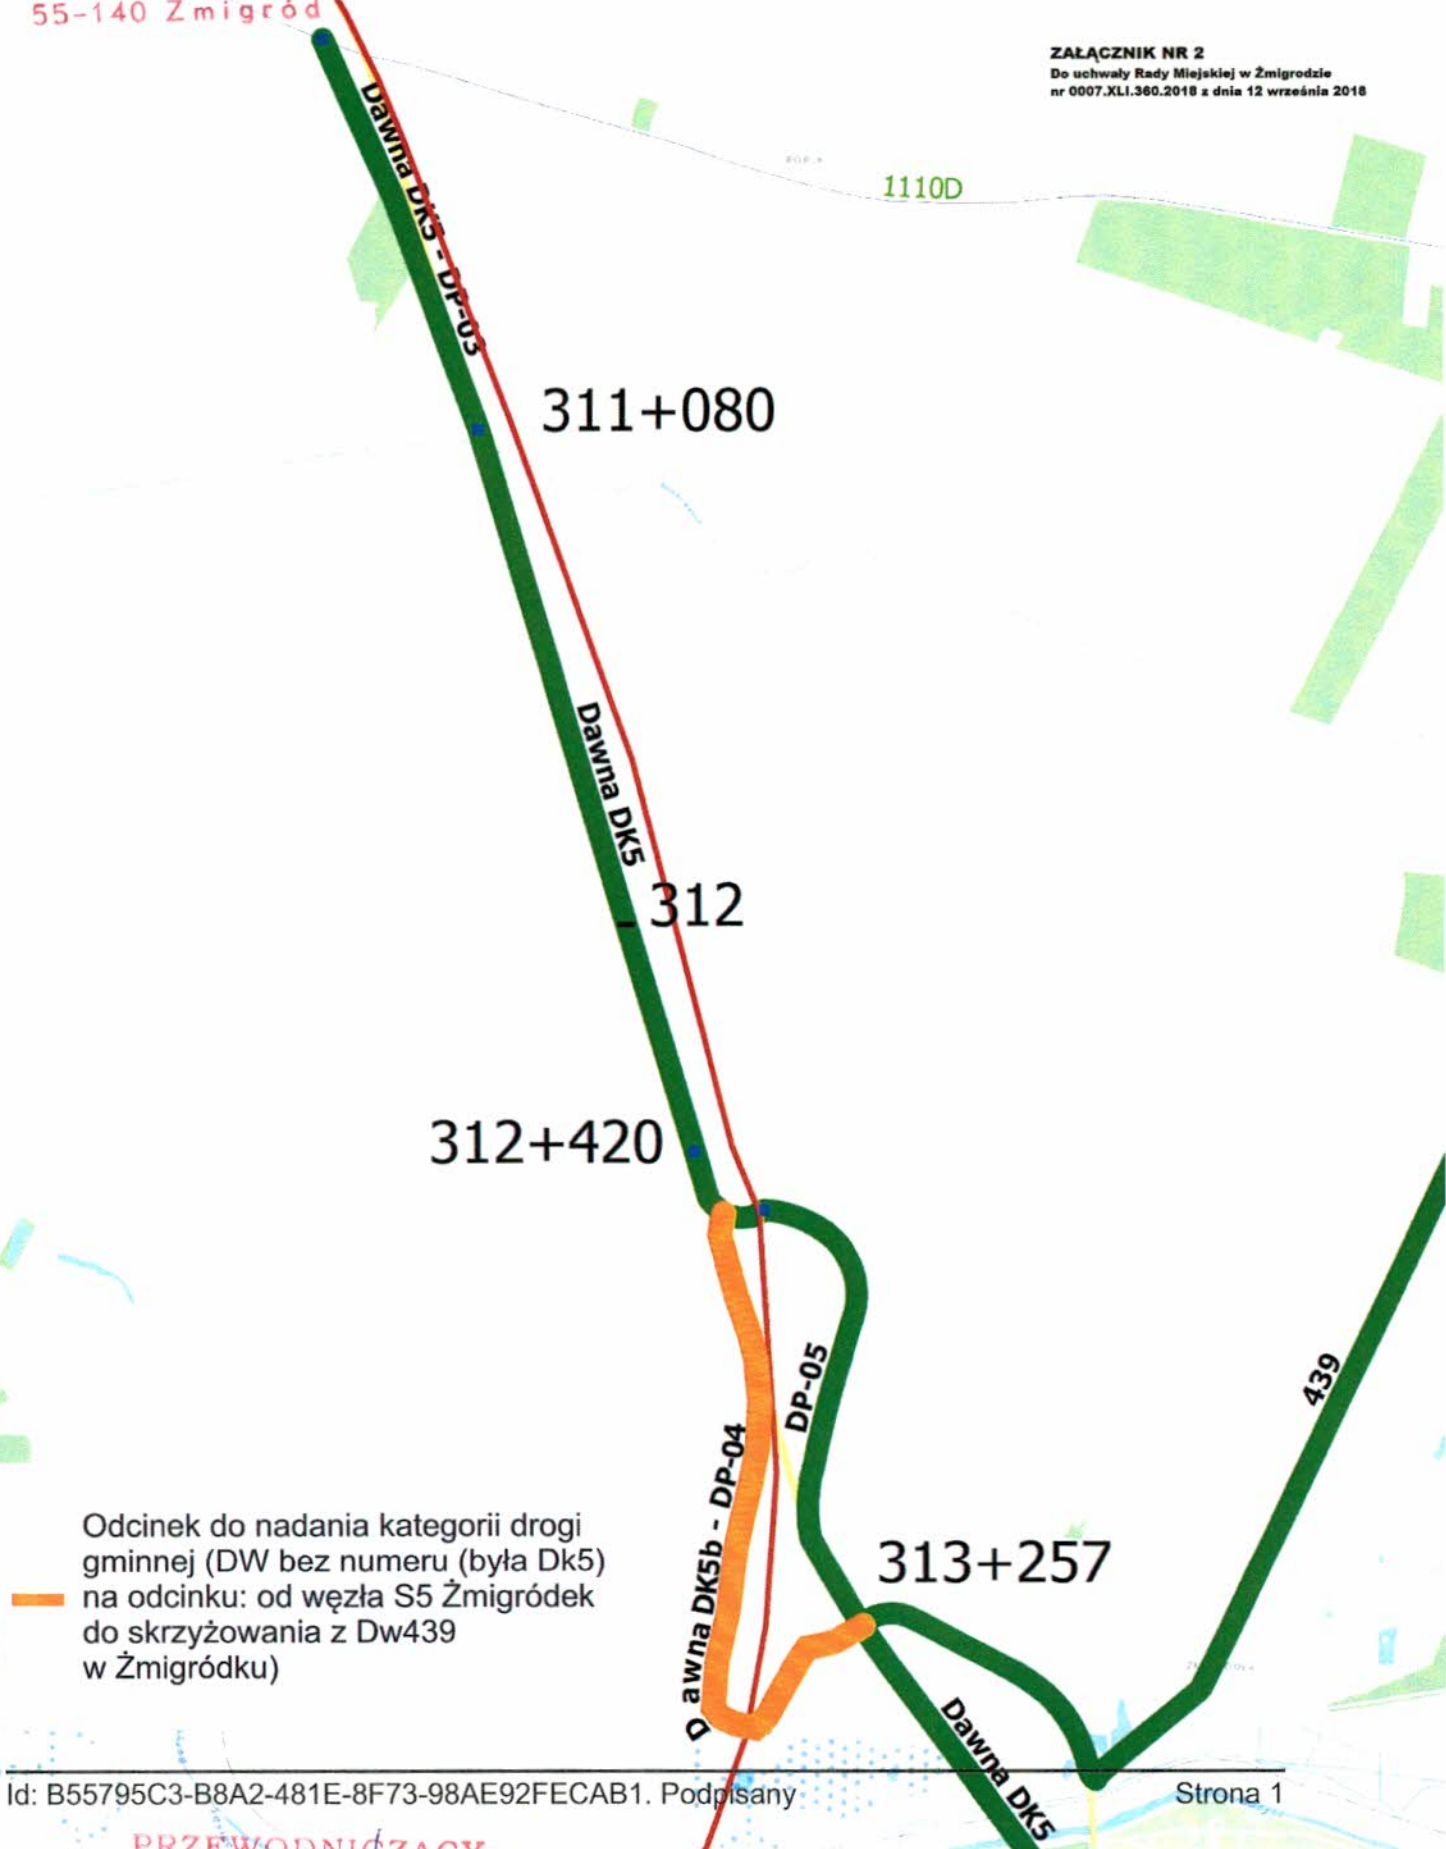 55-140 Żmigród
ZAŁĄCZNIK NR 2
Do uchwały Rady Miejskiej w Żmigrodzie
nr 0007.XLI.360.2018 z dnia 12 września 2018
1110D
Dawna DK5 - DP-03
311+080
Dawna DK5
312
312+420
DP-05
439
D awna DK5b - DP-04
313+257
Odcinek do nadania kategorii drogi
gminnej (DW bez numeru (była Dk5)
na odcinku: od węzła S5 Żmigródek
do skrzyżowania z Dw439
w Żmigródku)
Dawna DK5
Id: B55795C3-B8A2-481E-8F73-98AE92FECAB1. Podpisany
Strona 1
PRZEWODNICZĄCY